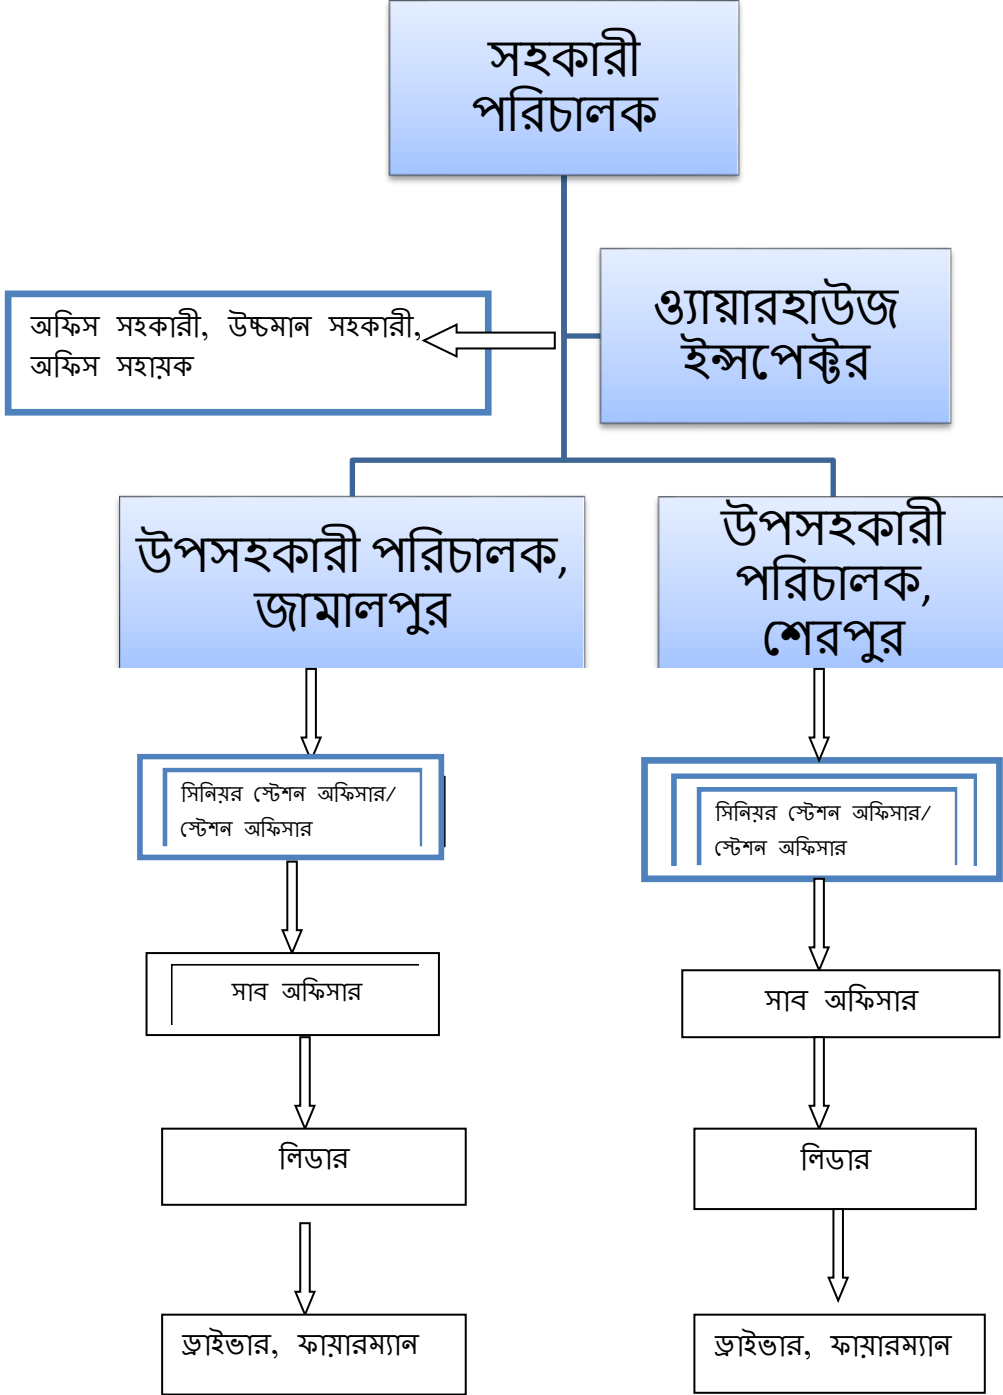 সহকারী
পরিচালক
ওয়্যারহাউজ
ইন্সপেক্টর
অফিস সহকারী, উচ্চমান সহকারী,
অফিস সহায়ক
উপসহকারী পরিচালক,
জামালপুর
উপসহকারী
পরিচালক,
শেরপুর
সিনিয়র স্টেশন অফিসার/
স্টেশন অফিসার
সিনিয়র স্টেশন অফিসার/
স্টেশন অফিসার
সাব অফিসার
সাব অফিসার
লিডার
লিডার
ড্রাইভার, ফায়ারম্যান
ড্রাইভার, ফায়ারম্যান